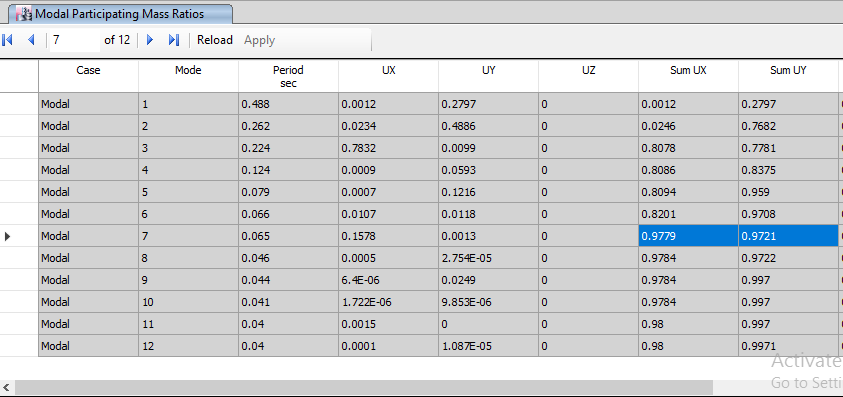 Modal Participating Mass Ratios
7 of 12 Reload Apply
Case Mode Period sec UX UY UZ Sum UX Sum UY
Modal 1 0.488 0.0012 0.2797 0 0.0012 0.2797
Modal 2 0.262 0.0234 0.4886 0 0.0246 0.7682
Modal 3 0.224 0.7832 0.0099 0 0.8078 0.7781
Modal 4 0.124 0.0009 0.0593 0 0.8086 0.8375
Modal 5 0.079 0.0007 0.1216 0 0.8094 0.959
Modal 6 0.066 0.0107 0.0118 0 0.8201 0.9708
Modal 7 0.065 0.1578 0.0013 0 0.9779 0.9721
Modal 8 0.046 0.0005 2.754E-05 0 0.9784 0.9722
Modal 9 0.044 6.4E-06 0.0249 0 0.9784 0.997
Modal 10 0.041 1.722E-06 9.853E-06 0 0.9784 0.997
Modal 11 0.04 0.0015 0 0 0.98 0.997
Modal 12 0.04 0.0001 1.087E-05 0 0.98 0.9971
Activate
Go to Setti